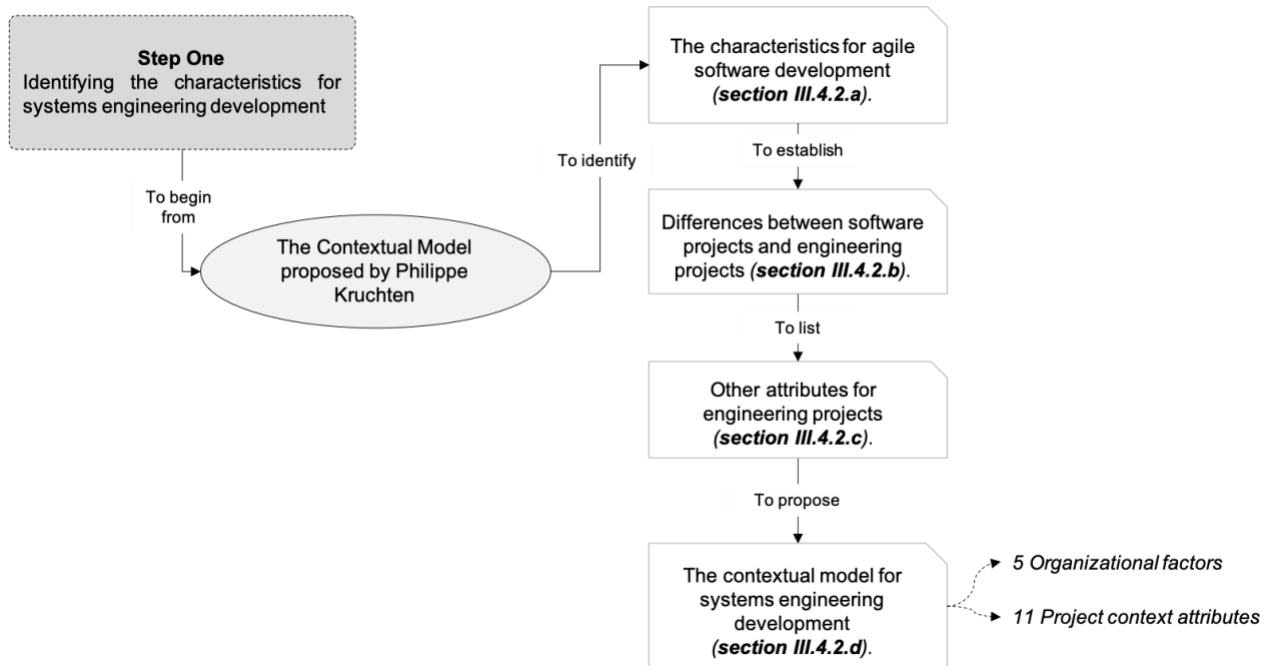 Step One
Identifying the characteristics for
systems engineering development
To begin
from
The Contextual Model
proposed by Philippe
Kruchten
To identify
The characteristics for agile
software development
(section III.4.2.a).
To establish
Differences between software
projects and engineering
projects (section III.4.2.b).
To list
Other attributes for
engineering projects
(section III.4.2.c).
To propose
The contextual model for
systems engineering
development
(section III.4.2.d).
5 Organizational factors
11 Project context attributes